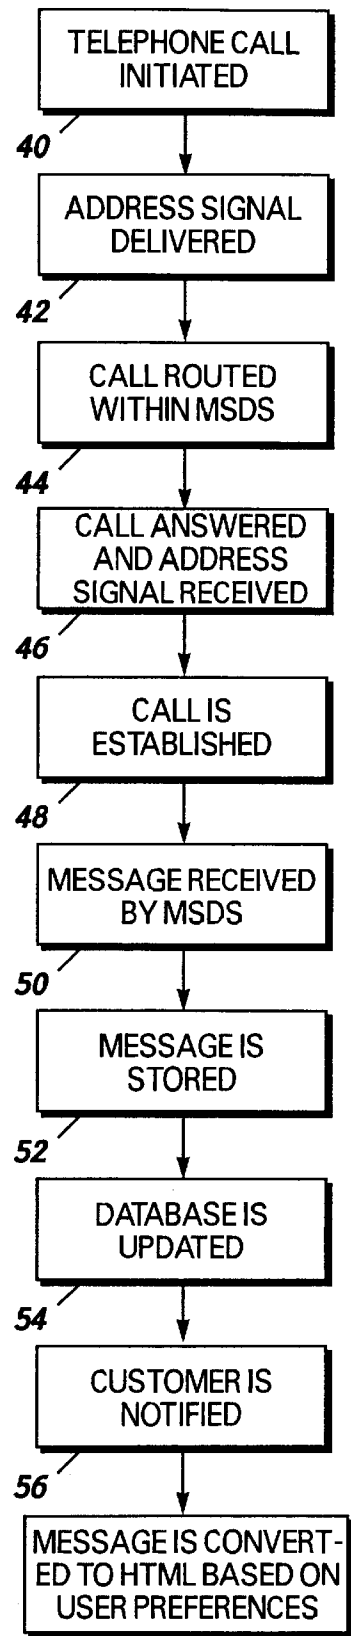 TELEPHONE CALL
INITIATED
40
ADDRESS SIGNAL
DELIVERED
42
CALL ROUTED
WITHIN MSDS
44
CALL ANSWERED
AND ADDRESS
SIGNAL RECEIVED
46
CALL IS
ESTABLISHED
48
MESSAGE RECEIVED
BY MSDS
50
MESSAGE IS
STORED
52
DATABASE IS
UPDATED
54
CUSTOMER IS
NOTIFIED
56
MESSAGE IS CONVERT-
ED TO HTML BASED ON
USER PREFERENCES